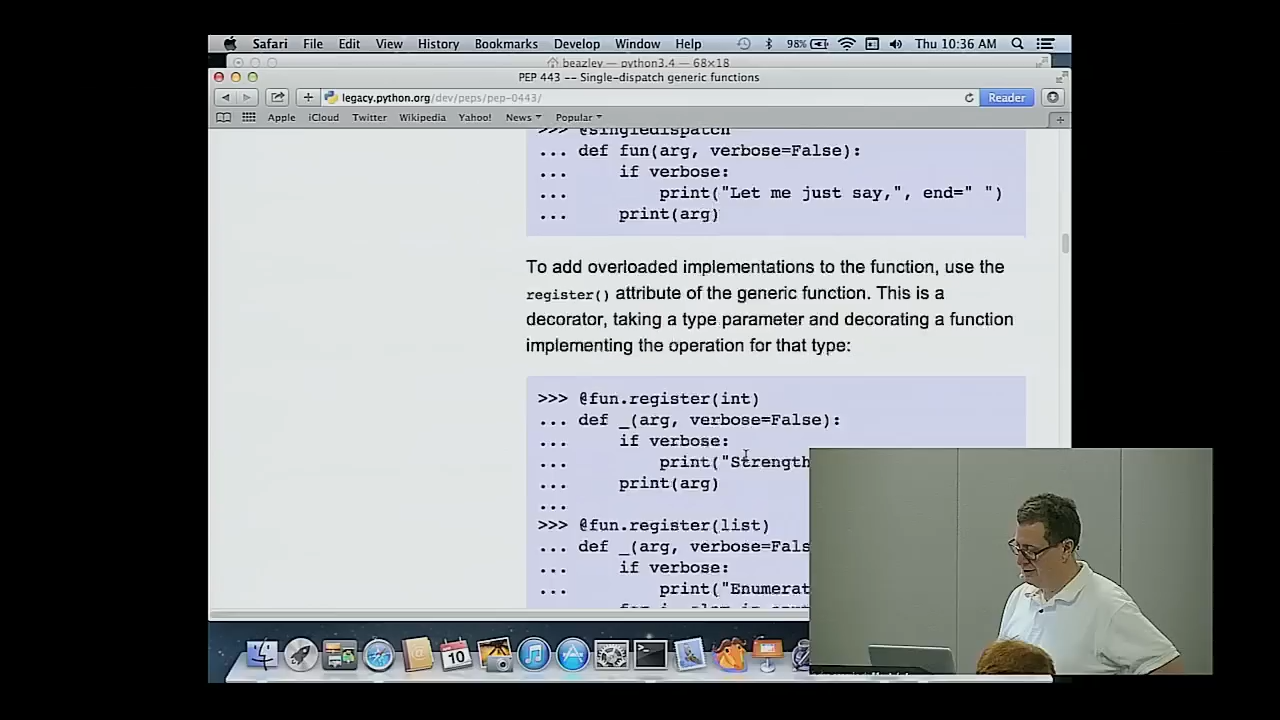 Safari File Edit View History Bookmarks Develop Window Help 98% Thu 10:36 AM
beazley — python3.4 — 68×18
PEP 443 -- Single-dispatch generic functions
legacy.python.org/dev/peps/pep-0443/ Reader
Apple iCloud Twitter Wikipedia Yahoo! News Popular
>>> @singledispatch
... def fun(arg, verbose=False):
...     if verbose:
...         print("Let me just say,", end=" ")
...     print(arg)
To add overloaded implementations to the function, use the
register() attribute of the generic function. This is a
decorator, taking a type parameter and decorating a function
implementing the operation for that type:
>>> @fun.register(int)
... def _(arg, verbose=False):
...     if verbose:
...         print("Strength
...     print(arg)
...
>>> @fun.register(list)
... def _(arg, verbose=Fals
...     if verbose:
...         print("Enumerat
10